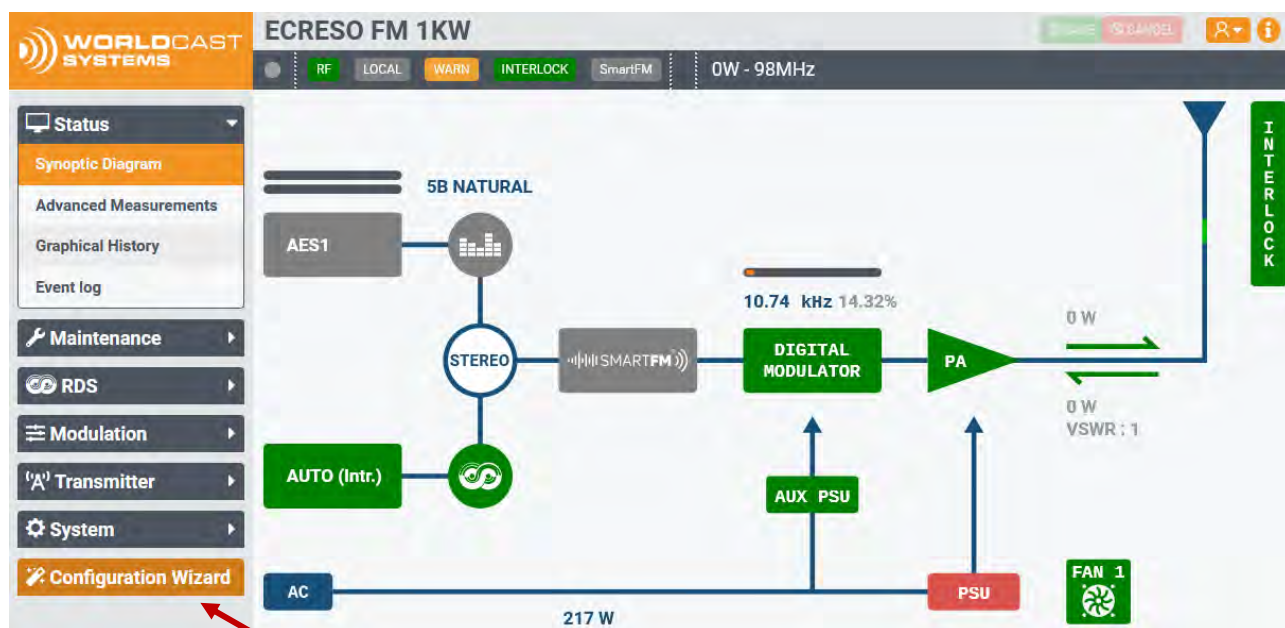 WORLDCAST
SYSTEMS
ECRESO FM 1KW
CANCEL
RF LOCAL WARN INTERLOCK SmartFM 0W - 98MHz
Status
Synoptic Diagram
Advanced Measurements
Graphical History
Event log
Maintenance
RDS
Modulation
Transmitter
System
Configuration Wizard
5B NATURAL
AES1
STEREO
SMARTFM
10.74 kHz 14.32%
DIGITAL
MODULATOR
PA
0 W
0 W
VSWR : 1
INTERLOCK
AUTO (Intr.)
AUX PSU
AC
217 W
PSU
FAN 1